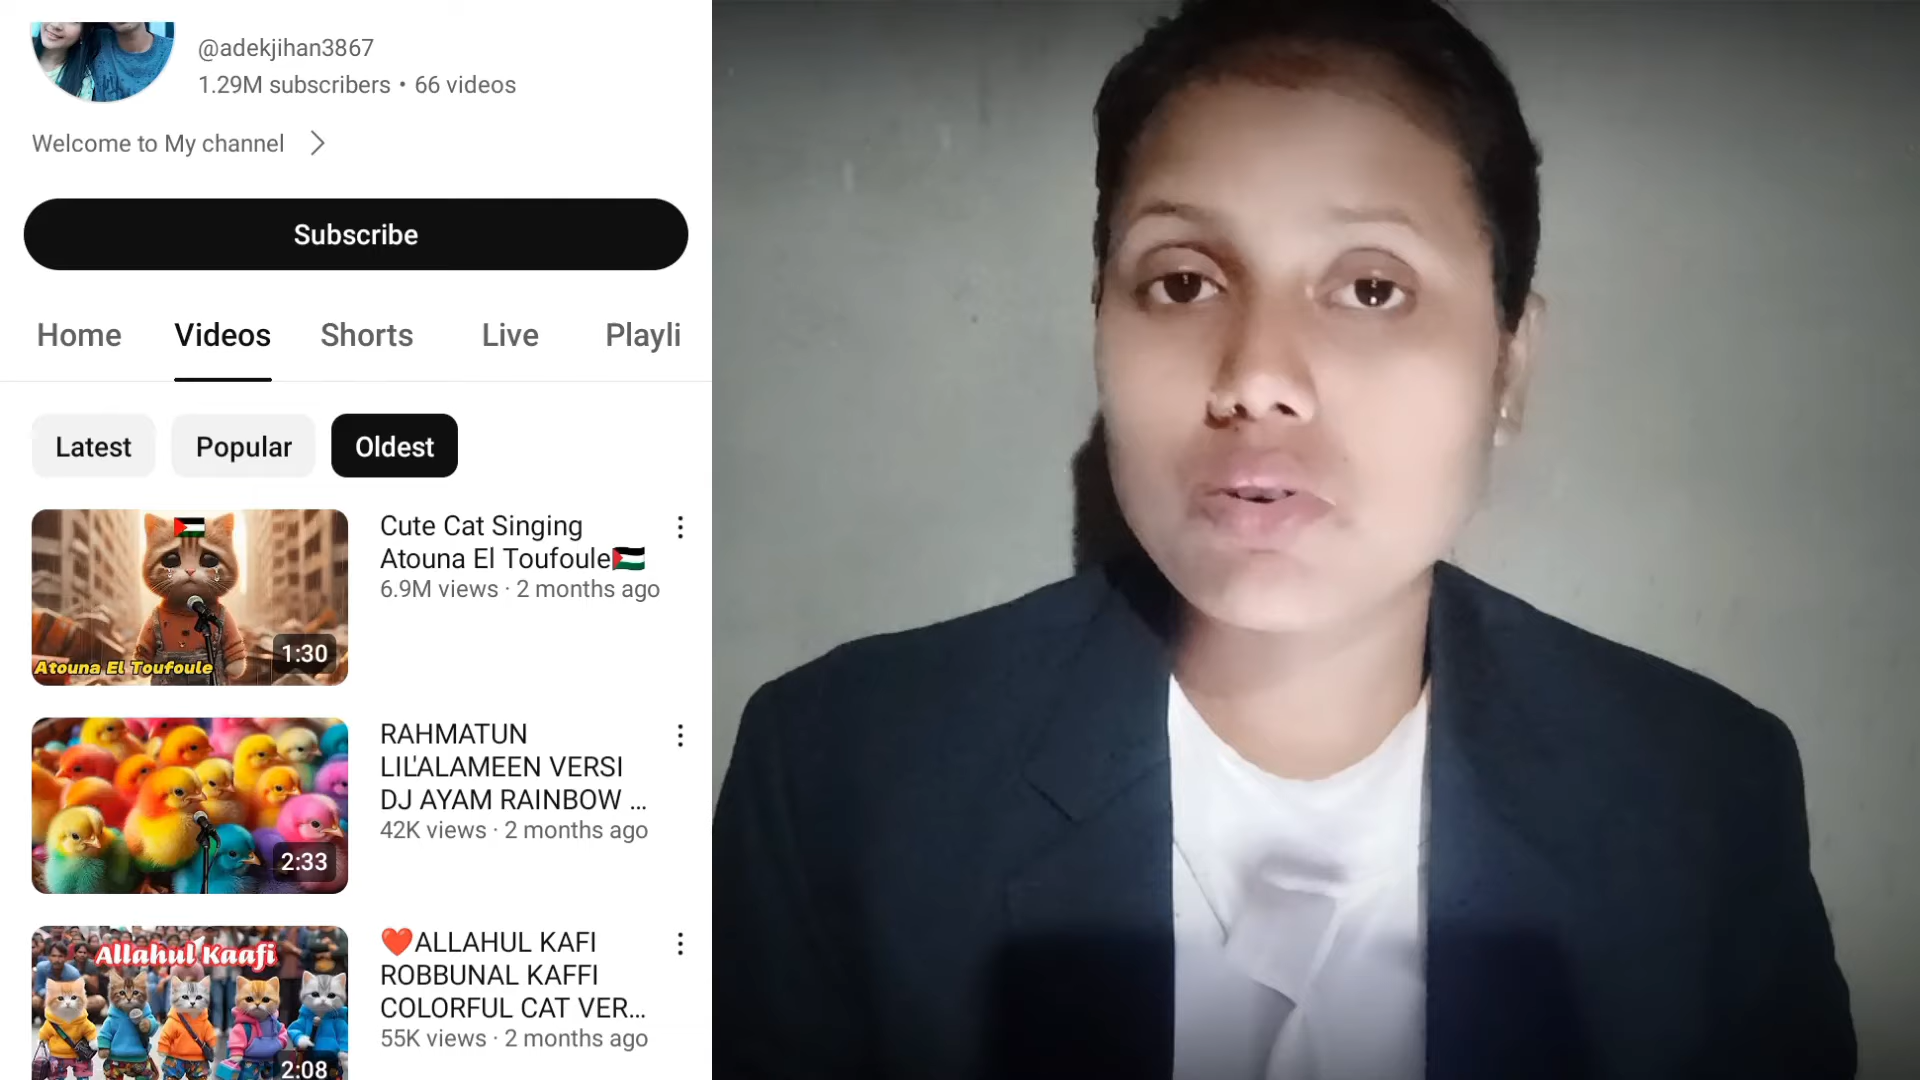 @adekjihan3867
1.29M subscribers • 66 videos
Welcome to My channel
Subscribe
Home Videos Shorts Live Playli
Latest Popular Oldest
Cute Cat Singing
Atouna El Toufoule🇵🇸
6.9M views · 2 months ago
1:30
Atouna El Toufoule
RAHMATUN
LIL'ALAMEEN VERSI
DJ AYAM RAINBOW ...
42K views · 2 months ago
2:33
Allahul Kaafi
❤️ALLAHUL KAFI
ROBBUNAL KAFFI
COLORFUL CAT VER...
55K views · 2 months ago
2:08